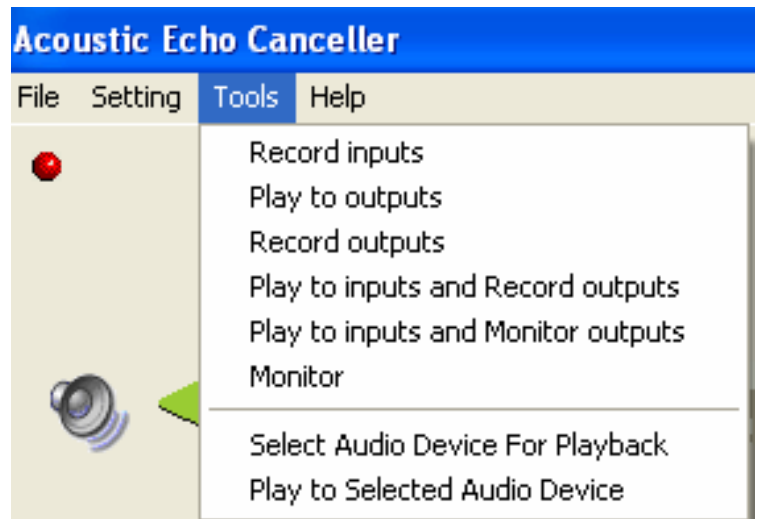 Acoustic Echo Canceller
File Setting Tools Help
Record inputs
Play to outputs
Record outputs
Play to inputs and Record outputs
Play to inputs and Monitor outputs
Monitor
Select Audio Device For Playback
Play to Selected Audio Device